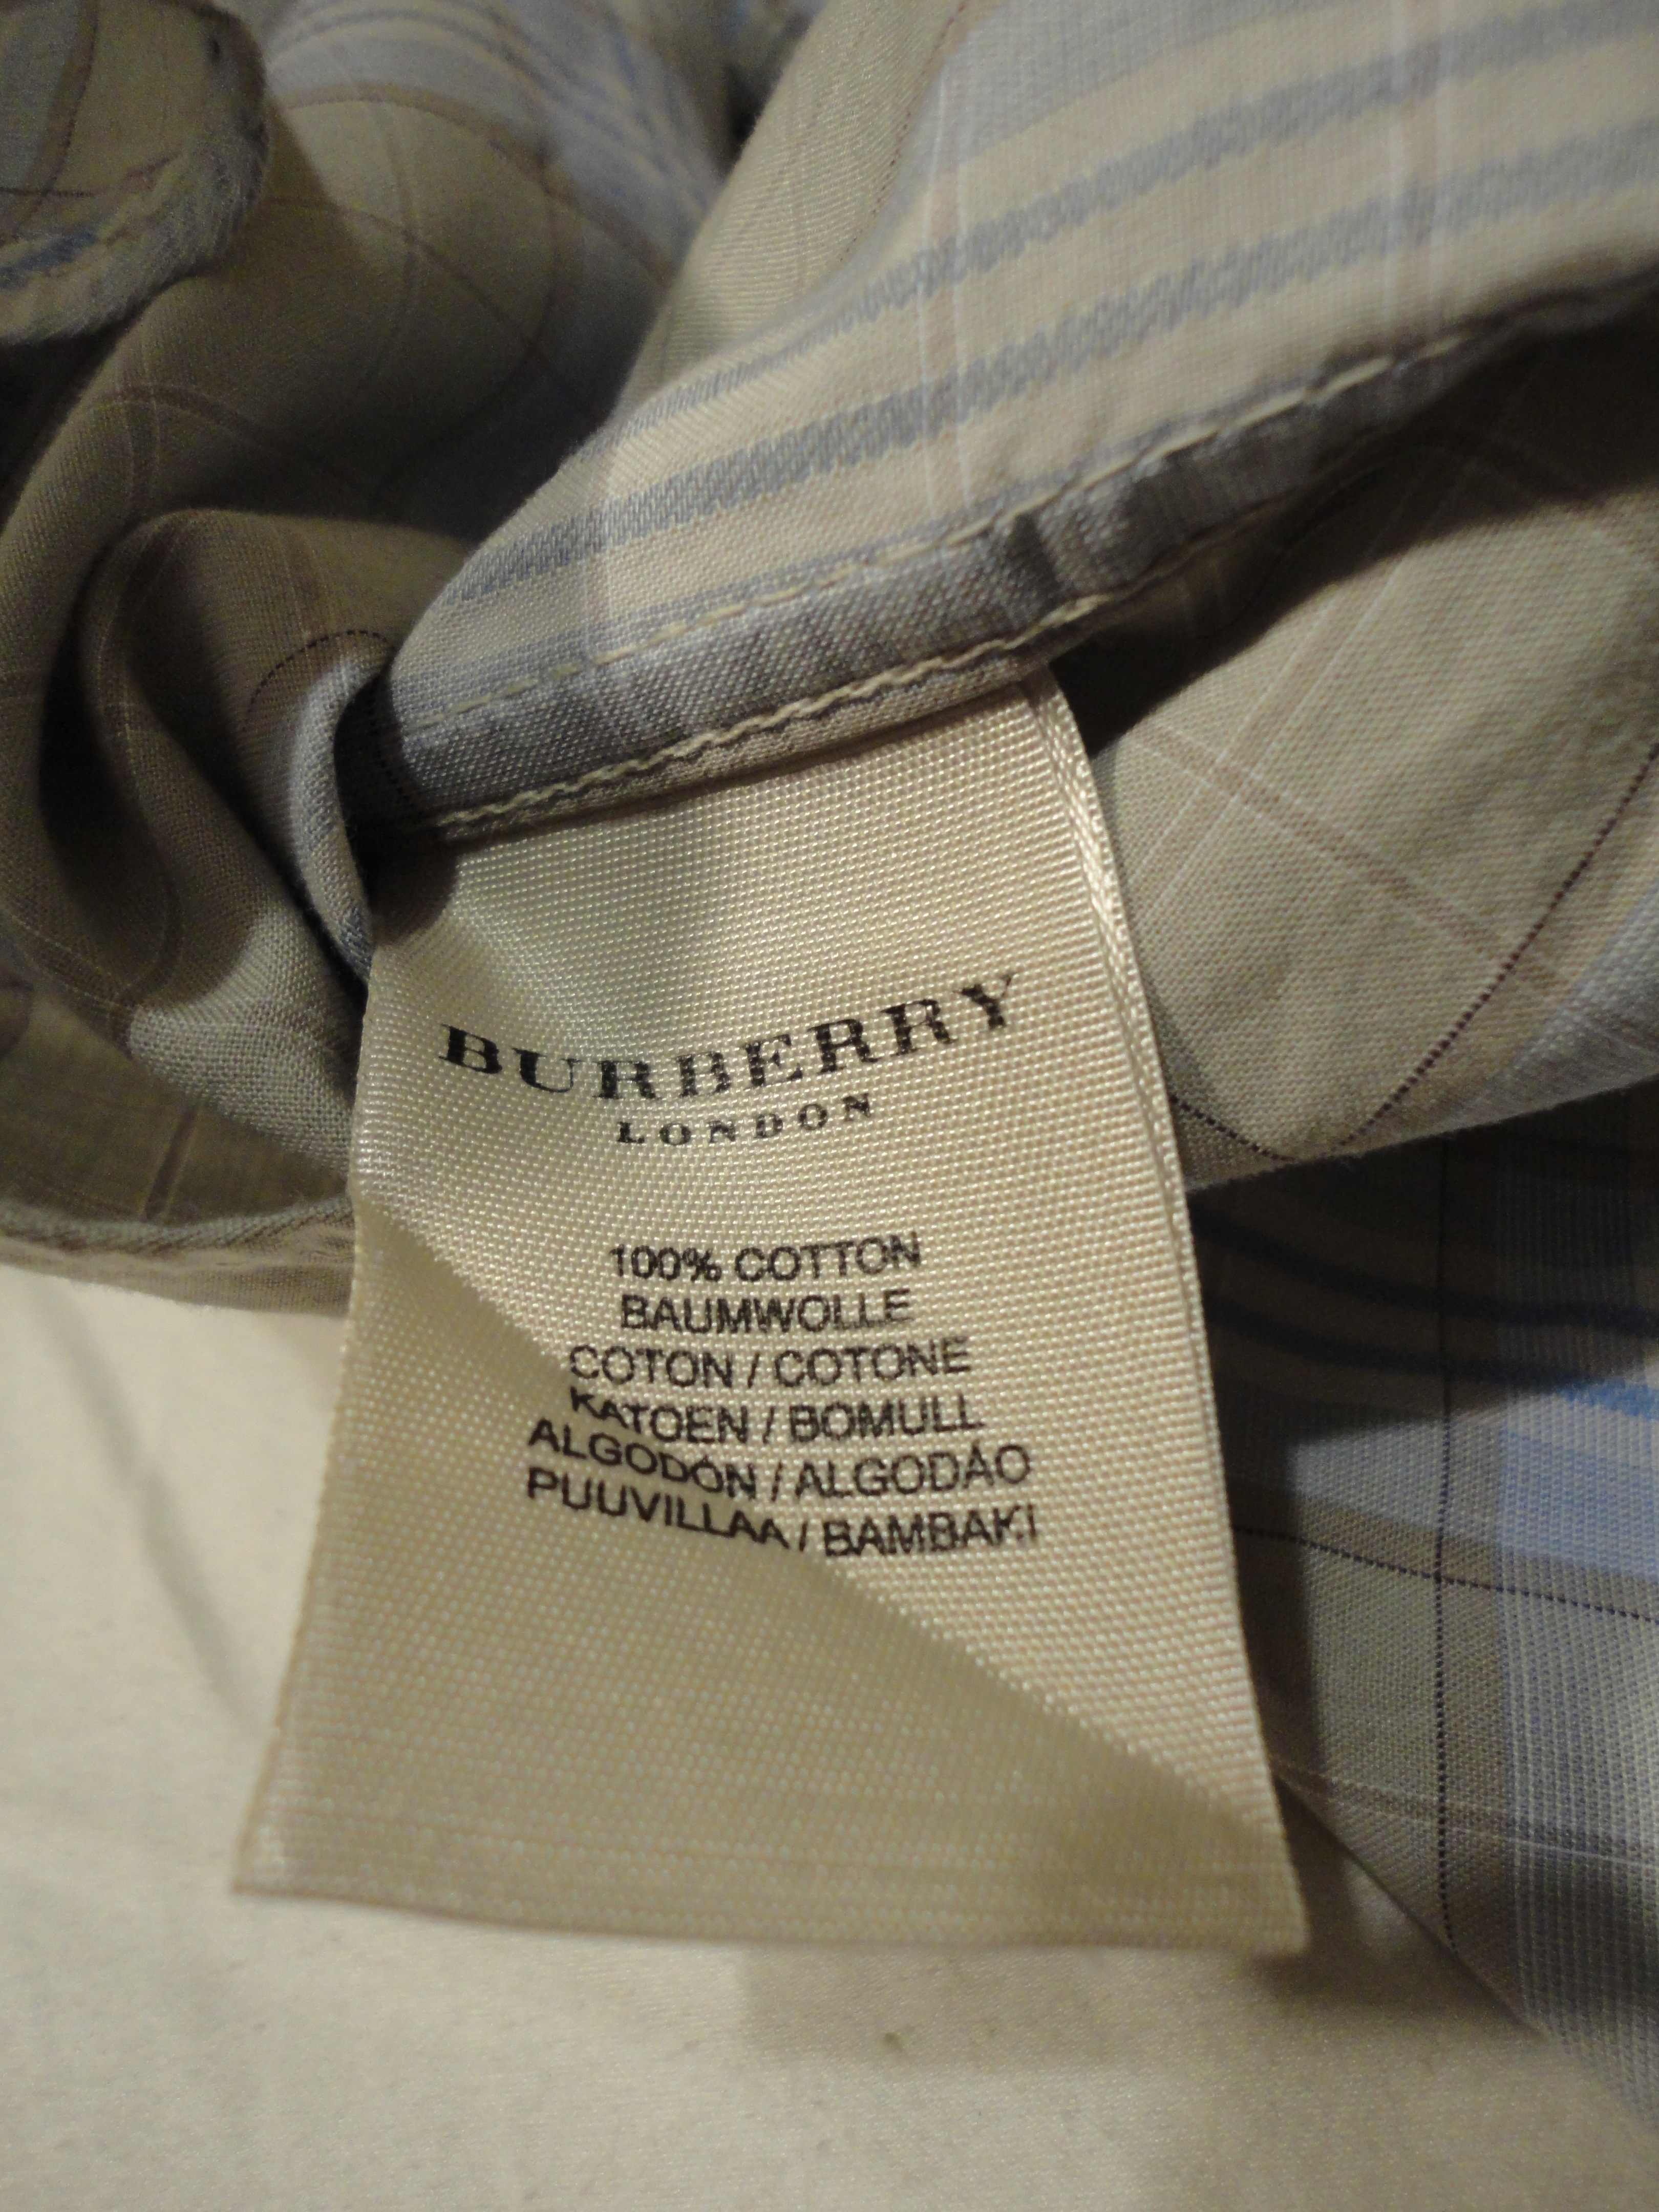 BURBERRY
LONDON
100% COTTON
BAUMWOLLE
COTON / COTONE
KATOEN / BOMULL
ALGODÓN / ALGODÃO
PUUVILLAA / BAMBAKI